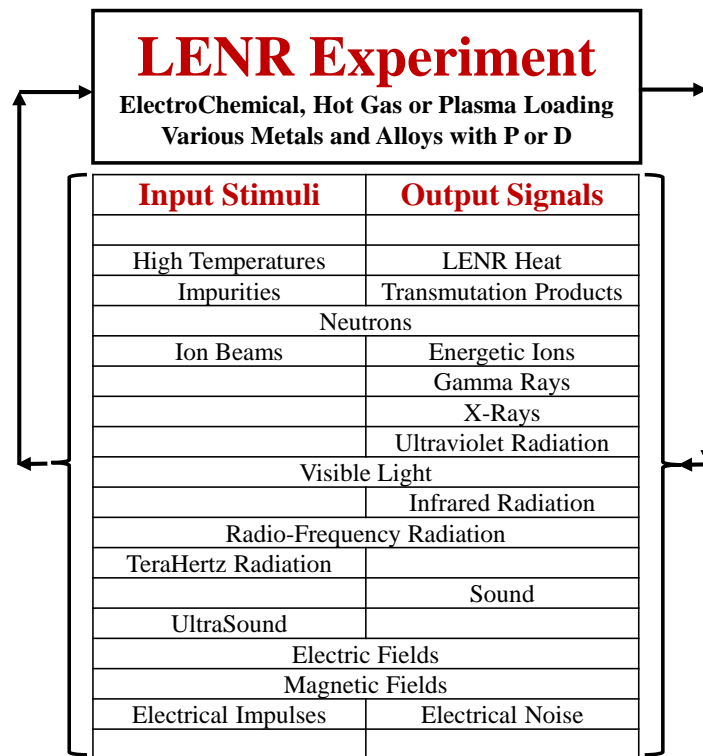 LENR Experiment
ElectroChemical, Hot Gas or Plasma Loading
Various Metals and Alloys with P or D
Input Stimuli Output Signals
High Temperatures LENR Heat
Impurities Transmutation Products
Neutrons
Ion Beams Energetic Ions
Gamma Rays
X-Rays
Ultraviolet Radiation
Visible Light
Infrared Radiation
Radio-Frequency Radiation
TeraHertz Radiation
Sound
UltraSound
Electric Fields
Magnetic Fields
Electrical Impulses Electrical Noise